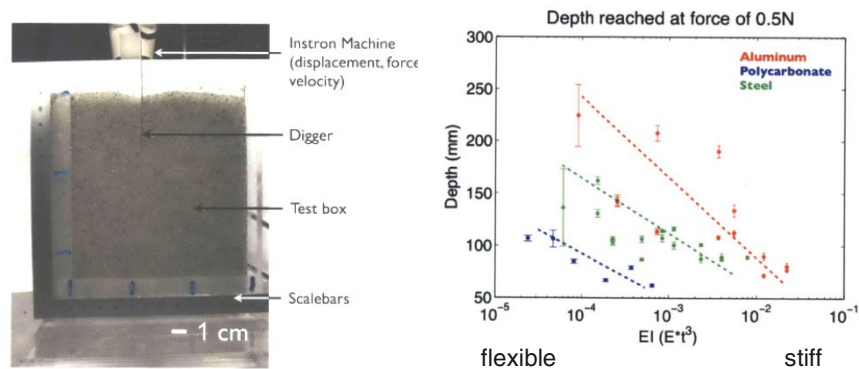 Instron Machine
(displacement, force
velocity)
Digger
Test box
Scalebars
1 cm
Depth reached at force of 0.5N
Aluminum
Polycarbonate
Steel
Depth (mm)
300
250
200
150
100
50
10⁻⁵
10⁻⁴
10⁻³
10⁻²
10⁻¹
EI (E*t³)
flexible
stiff